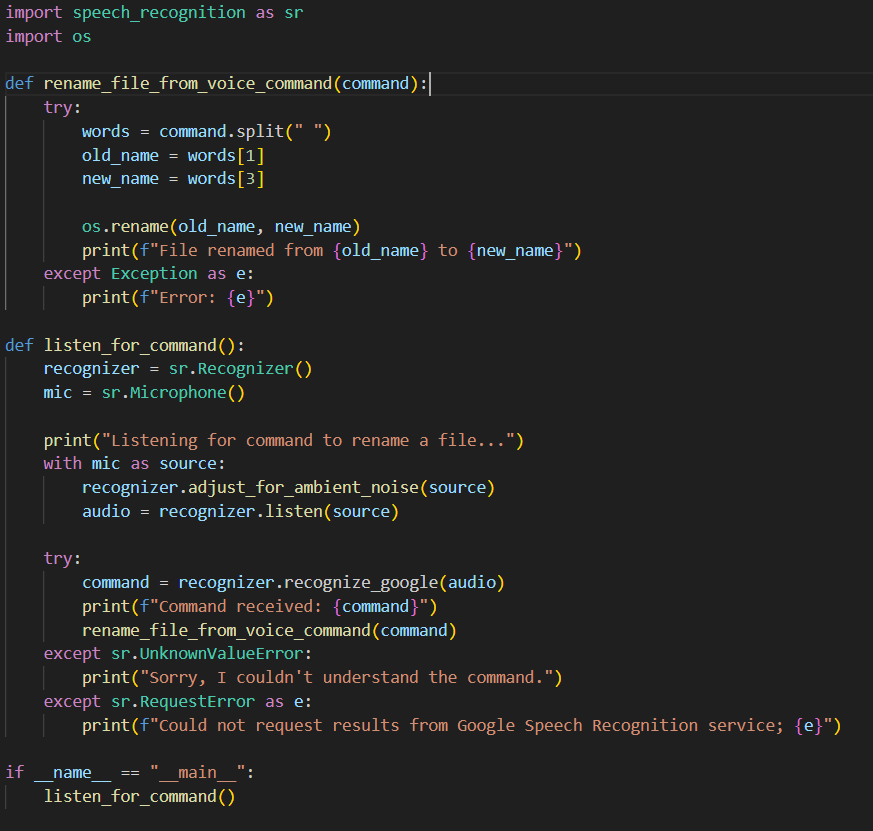 import speech_recognition as sr
import os
def rename_file_from_voice_command(command):
try:
words = command.split(" ")
old_name = words[1]
new_name = words[3]
os.rename(old_name, new_name)
print(f"File renamed from {old_name} to {new_name}")
except Exception as e:
print(f"Error: {e}")
def listen_for_command():
recognizer = sr.Recognizer()
mic = sr.Microphone()
print("Listening for command to rename a file...")
with mic as source:
recognizer.adjust_for_ambient_noise(source)
audio = recognizer.listen(source)
try:
command = recognizer.recognize_google(audio)
print(f"Command received: {command}")
rename_file_from_voice_command(command)
except sr.UnknownValueError:
print("Sorry, I couldn't understand the command.")
except sr.RequestError as e:
print(f"Could not request results from Google Speech Recognition service; {e}")
if __name__ == "__main__":
listen_for_command()